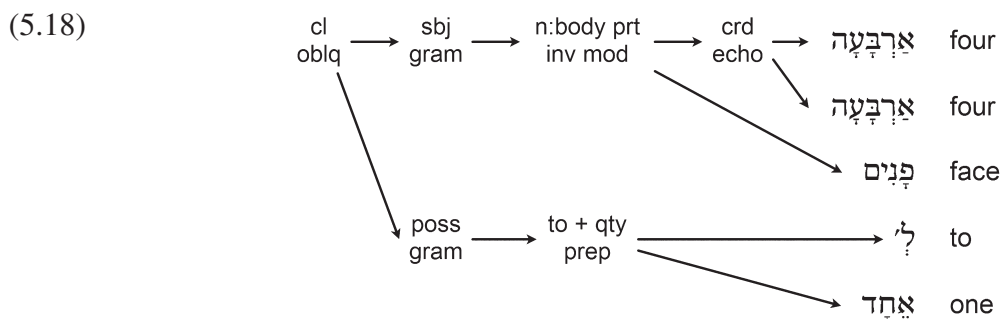 (5.18)
cl sbj n:body prt crd
oblq gram inv mod echo
אַרְבָּעָה four
אַרְבָּעָה four
פָנִים face
poss to + qty
gram prep
לְ׳ to
אֶחָד one